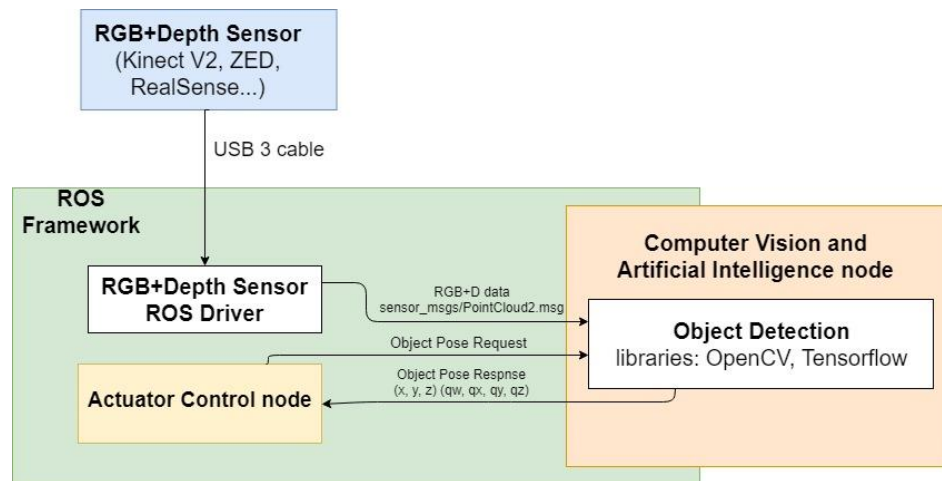 RGB+Depth Sensor
(Kinect V2, ZED,
RealSense...)
USB 3 cable
ROS
Framework
Computer Vision and
Artificial Intelligence node
RGB+Depth Sensor
ROS Driver
RGB+D data
sensor_msgs/PointCloud2.msg
Object Detection
libraries: OpenCV, Tensorflow
Object Pose Request
Object Pose Respnse
(x, y, z) (qw, qx, qy, qz)
Actuator Control node